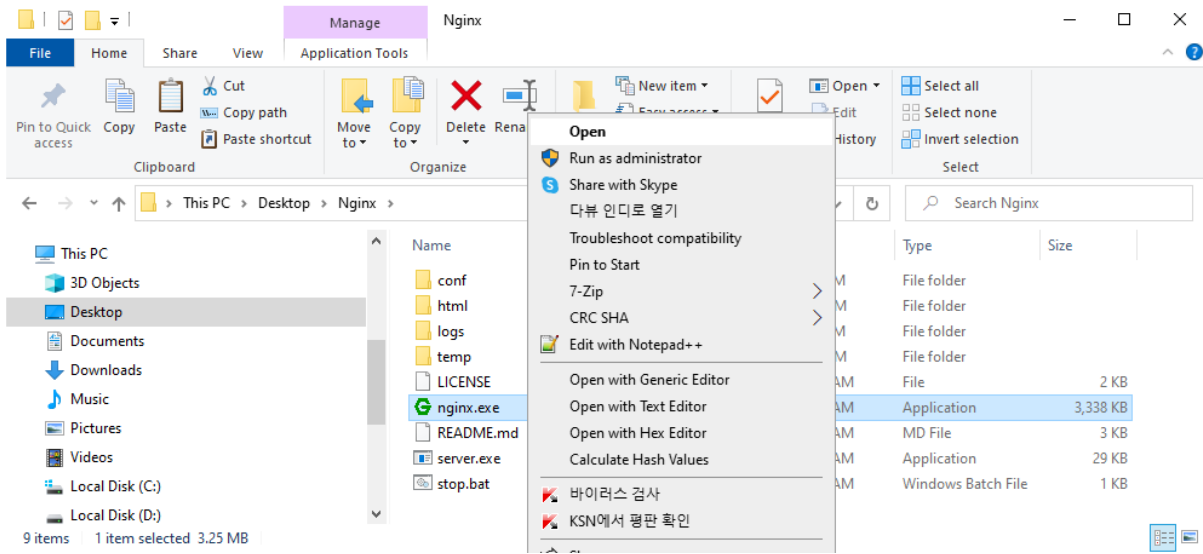 Manage
Nginx
File
Home
Share
View
Application Tools
Pin to Quick access
Copy
Paste
Cut
Copy path
Paste shortcut
Clipboard
Move to
Copy to
Delete
Rena
Organize
New item
Easy access
Open
Edit
History
Select all
Select none
Invert selection
Select
This PC > Desktop > Nginx >
Search Nginx
This PC
3D Objects
Desktop
Documents
Downloads
Music
Pictures
Videos
Local Disk (C:)
Local Disk (D:)
Name
Type
Size
conf
M
File folder
html
M
File folder
logs
M
File folder
temp
M
File folder
LICENSE
AM
File
2 KB
nginx.exe
AM
Application
3,338 KB
README.md
AM
MD File
3 KB
server.exe
AM
Application
29 KB
stop.bat
AM
Windows Batch File
1 KB
Open
Run as administrator
Share with Skype
다뷰 인디로 열기
Troubleshoot compatibility
Pin to Start
7-Zip
CRC SHA
Edit with Notepad++
Open with Generic Editor
Open with Text Editor
Open with Hex Editor
Calculate Hash Values
바이러스 검사
KSN에서 평판 확인
9 items
1 item selected 3.25 MB